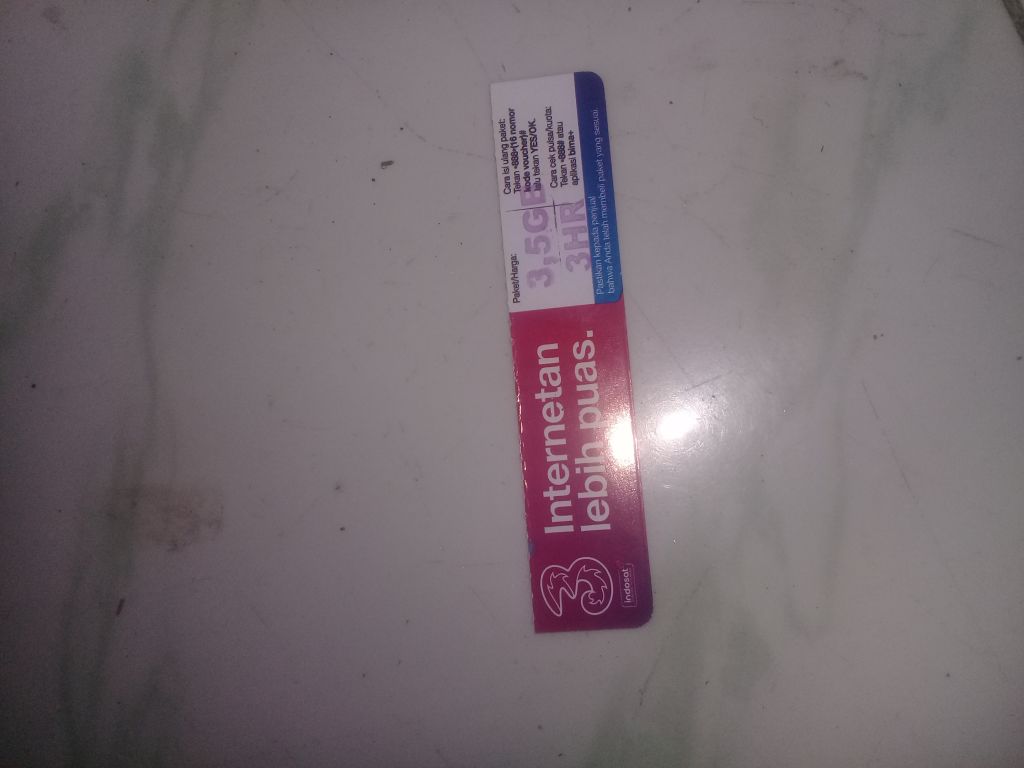 3
indosat
Internetan
lebih puas.
Paket/Harga:
3,5GB
3HR
Cara isi ulang paket:
Tekan *888*(16 nomor
kode voucher)#
lalu tekan YES/OK.
Cara cek pulsa/kuota:
Tekan *888# atau
aplikasi bima+
Pastikan kepada penjual
bahwa Anda telah membeli paket yang sesuai.